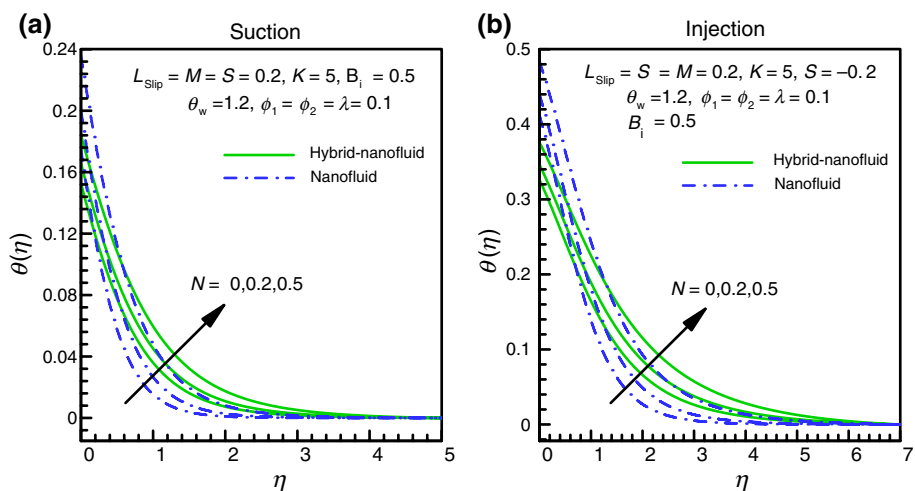 (a)
Suction
0.24
0.2
0.16
0.12
0.08
0.04
0
θ(η)
L_Slip = M = S = 0.2, K = 5, B_i = 0.5
θ_w = 1.2, ϕ_1 = ϕ_2 = λ = 0.1
Hybrid-nanofluid
Nanofluid
N = 0,0.2,0.5
0 1 2 3 4 5
η
(b)
Injection
0.5
0.4
0.3
0.2
0.1
0
θ(η)
L_Slip = S = M = 0.2, K = 5, S = −0.2
θ_w = 1.2, ϕ_1 = ϕ_2 = λ = 0.1
B_i = 0.5
Hybrid-nanofluid
Nanofluid
N = 0,0.2,0.5
0 1 2 3 4 5 6 7
η